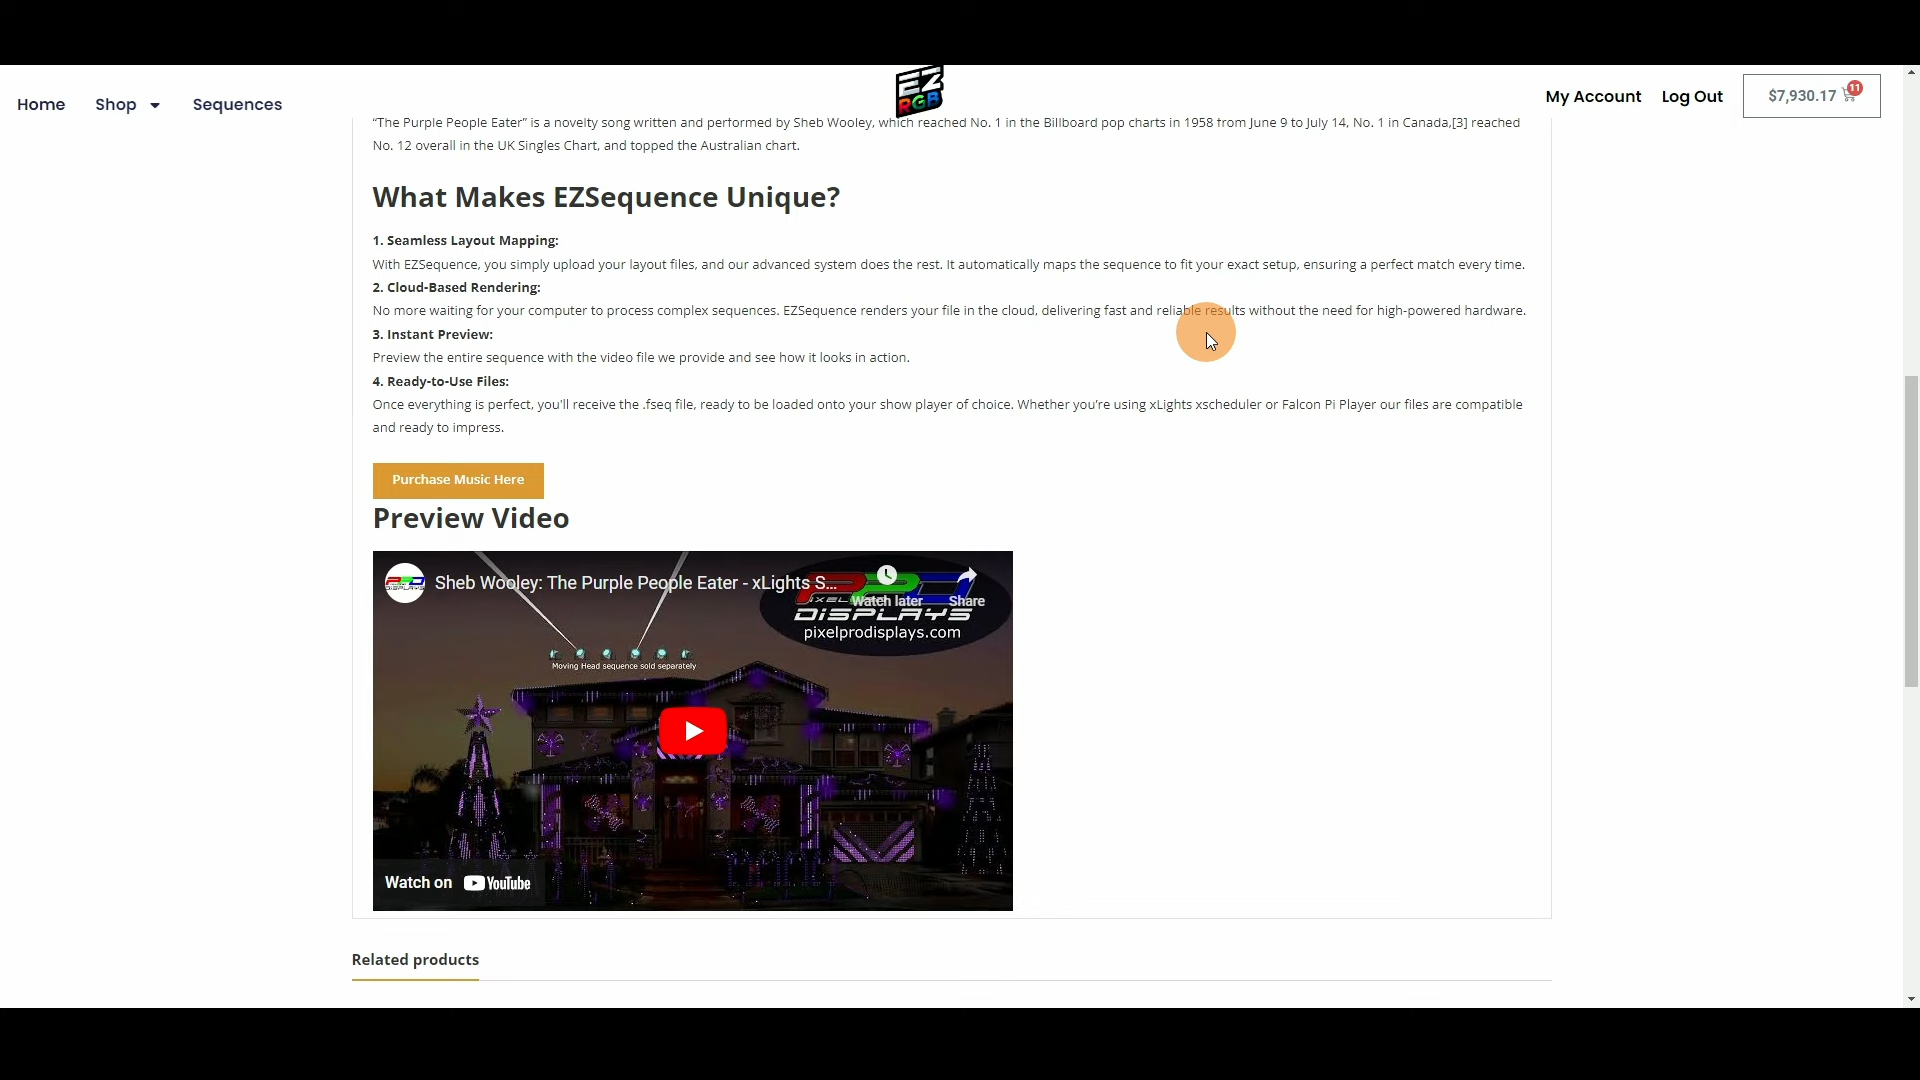 Home
Shop
Sequences
EZ
RGB
My Account
Log Out
$7,930.17
11
“The Purple People Eater” is a novelty song written and performed by Sheb Wooley, which reached No. 1 in the Billboard pop charts in 1958 from June 9 to July 14, No. 1 in Canada,[3] reached
No. 12 overall in the UK Singles Chart, and topped the Australian chart.
What Makes EZSequence Unique?
1. Seamless Layout Mapping:
With EZSequence, you simply upload your layout files, and our advanced system does the rest. It automatically maps the sequence to fit your exact setup, ensuring a perfect match every time.
2. Cloud-Based Rendering:
No more waiting for your computer to process complex sequences. EZSequence renders your file in the cloud, delivering fast and reliable results without the need for high-powered hardware.
3. Instant Preview:
Preview the entire sequence with the video file we provide and see how it looks in action.
4. Ready-to-Use Files:
Once everything is perfect, you'll receive the .fseq file, ready to be loaded onto your show player of choice. Whether you’re using xLights xscheduler or Falcon Pi Player our files are compatible
and ready to impress.
Purchase Music Here
Preview Video
Sheb Wooley: The Purple People Eater - xLights S...
Watch later
Share
DISPLAYS
pixelprodisplays.com
Moving Head sequence sold separately
Watch on YouTube
Related products